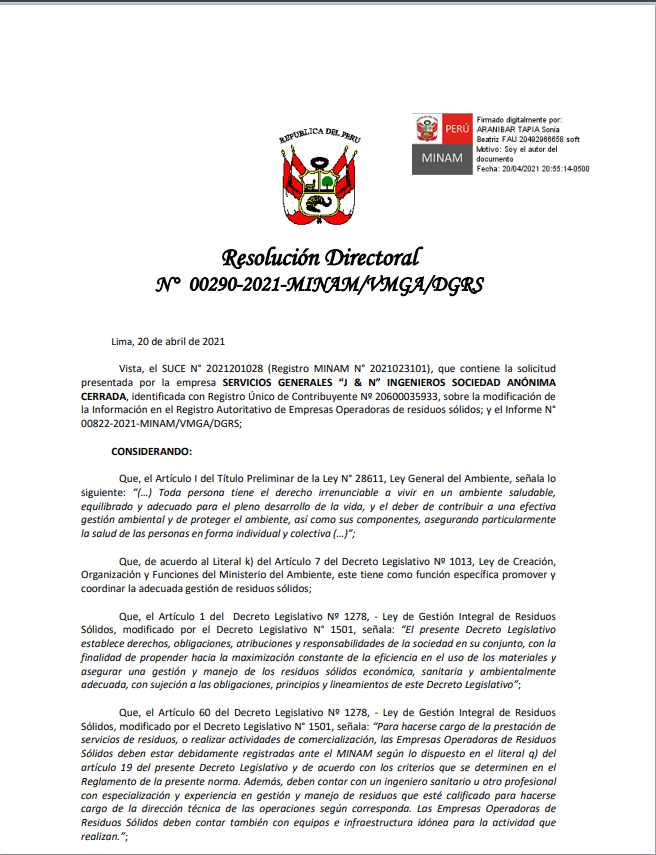 REPUBLICA DEL PERU
PERÚ
MINAM
Firmado digitalmente por:
ARANIBAR TAPIA Sonia
Beatriz FAU 20492966658 soft
Motivo: Soy el autor del
documento
Fecha: 20/04/2021 20:55:14-0500
Resolución Directoral
N° 00290-2021-MINAM/VMGA/DGRS
Lima, 20 de abril de 2021
Vista, el SUCE N° 2021201028 (Registro MINAM N° 2021023101), que contiene la solicitud
presentada por la empresa SERVICIOS GENERALES “J & N” INGENIEROS SOCIEDAD ANÓNIMA
CERRADA, identificada con Registro Único de Contribuyente Nº 20600035933, sobre la modificación de
la Información en el Registro Autoritativo de Empresas Operadoras de residuos sólidos; y el Informe N°
00822-2021-MINAM/VMGA/DGRS;
CONSIDERANDO:
Que, el Artículo I del Título Preliminar de la Ley N° 28611, Ley General del Ambiente, señala lo
siguiente: “(…) Toda persona tiene el derecho irrenunciable a vivir en un ambiente saludable,
equilibrado y adecuado para el pleno desarrollo de la vida, y el deber de contribuir a una efectiva
gestión ambiental y de proteger el ambiente, así como sus componentes, asegurando particularmente
la salud de las personas en forma individual y colectiva (…)”;
Que, de acuerdo al Literal k) del Artículo 7 del Decreto Legislativo Nº 1013, Ley de Creación,
Organización y Funciones del Ministerio del Ambiente, este tiene como función específica promover y
coordinar la adecuada gestión de residuos sólidos;
Que, el Artículo 1 del Decreto Legislativo Nº 1278, - Ley de Gestión Integral de Residuos
Sólidos, modificado por el Decreto Legislativo N° 1501, señala: “El presente Decreto Legislativo
establece derechos, obligaciones, atribuciones y responsabilidades de la sociedad en su conjunto, con la
finalidad de propender hacia la maximización constante de la eficiencia en el uso de los materiales y
asegurar una gestión y manejo de los residuos sólidos económica, sanitaria y ambientalmente
adecuada, con sujeción a las obligaciones, principios y lineamientos de este Decreto Legislativo”;
Que, el Artículo 60 del Decreto Legislativo Nº 1278, - Ley de Gestión Integral de Residuos
Sólidos, modificado por el Decreto Legislativo N° 1501, señala: “Para hacerse cargo de la prestación de
servicios de residuos, o realizar actividades de comercialización, las Empresas Operadoras de Residuos
Sólidos deben estar debidamente registradas ante el MINAM según lo dispuesto en el literal q) del
artículo 19 del presente Decreto Legislativo y de acuerdo con los criterios que se determinen en el
Reglamento de la presente norma. Además, deben contar con un ingeniero sanitario u otro profesional
con especialización y experiencia en gestión y manejo de residuos que esté calificado para hacerse
cargo de la dirección técnica de las operaciones según corresponda. Las Empresas Operadoras de
Residuos Sólidos deben contar también con equipos e infraestructura idónea para la actividad que
realizan.”;